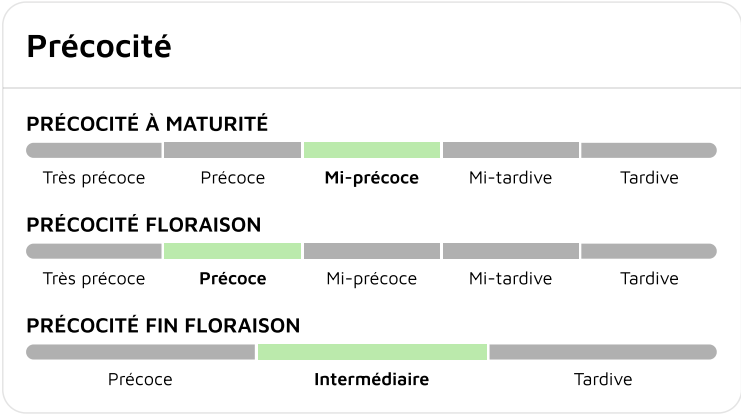 Précocité
PRÉCOCITÉ À MATURITÉ
Très précoce Précoce Mi-précoce Mi-tardive Tardive
PRÉCOCITÉ FLORAISON
Très précoce Précoce Mi-précoce Mi-tardive Tardive
PRÉCOCITÉ FIN FLORAISON
Précoce Intermédiaire Tardive